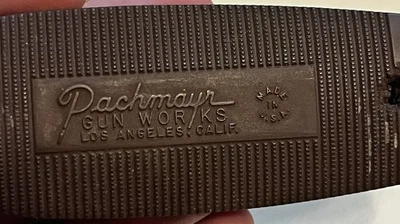 Pachmayr
GUN WORKS
LOS ANGELES, CALIF.
MADE
IN
U.S.A.